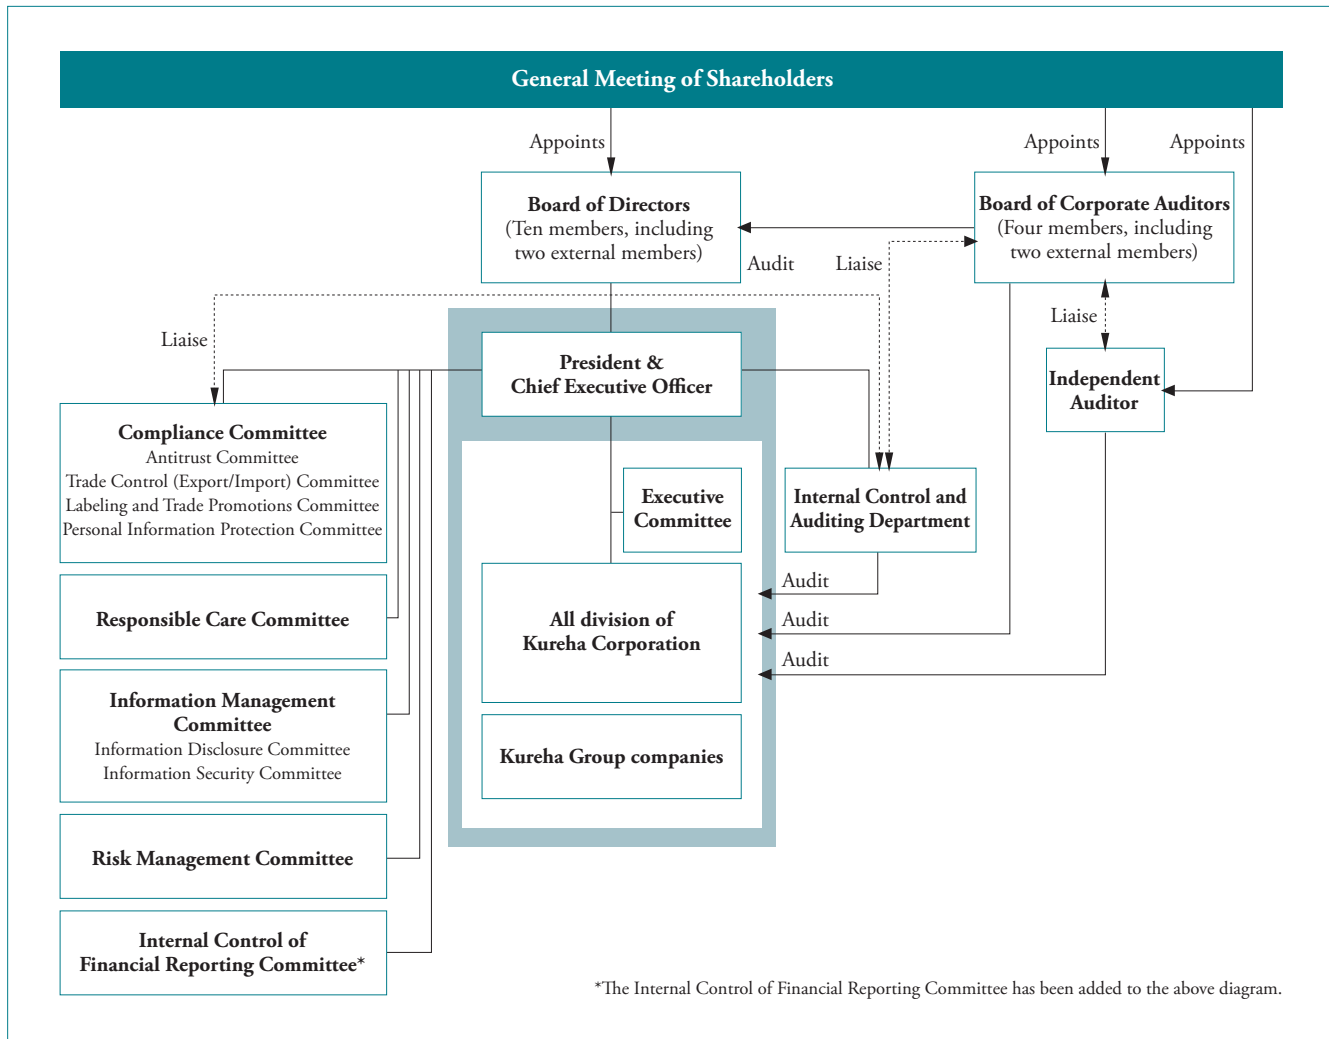 General Meeting of Shareholders
Appoints
Appoints
Appoints
Board of Directors
(Ten members, including
two external members)
Board of Corporate Auditors
(Four members, including
two external members)
Audit
Liaise
Liaise
Liaise
President &
Chief Executive Officer
Independent
Auditor
Compliance Committee
Antitrust Committee
Trade Control (Export/Import) Committee
Labeling and Trade Promotions Committee
Personal Information Protection Committee
Executive
Committee
Internal Control and
Auditing Department
Audit
Responsible Care Committee
All division of
Kureha Corporation
Audit
Audit
Information Management
Committee
Information Disclosure Committee
Information Security Committee
Kureha Group companies
Risk Management Committee
Internal Control of
Financial Reporting Committee*
*The Internal Control of Financial Reporting Committee has been added to the above diagram.